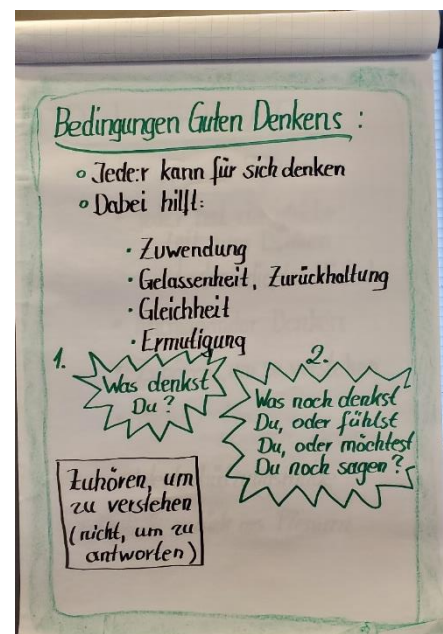 Bedingungen Guten Denkens :
Jede:r kann für sich denken
Dabei hilft:
Zuwendung
Gelassenheit, Zurückhaltung
Gleichheit
Ermutigung
1.
Was denkst
Du?
2.
Was noch denkst
Du, oder fühlst
Du, oder möchtest
Du noch sagen?
Zuhören, um
zu verstehen
(nicht, um zu
antworten)